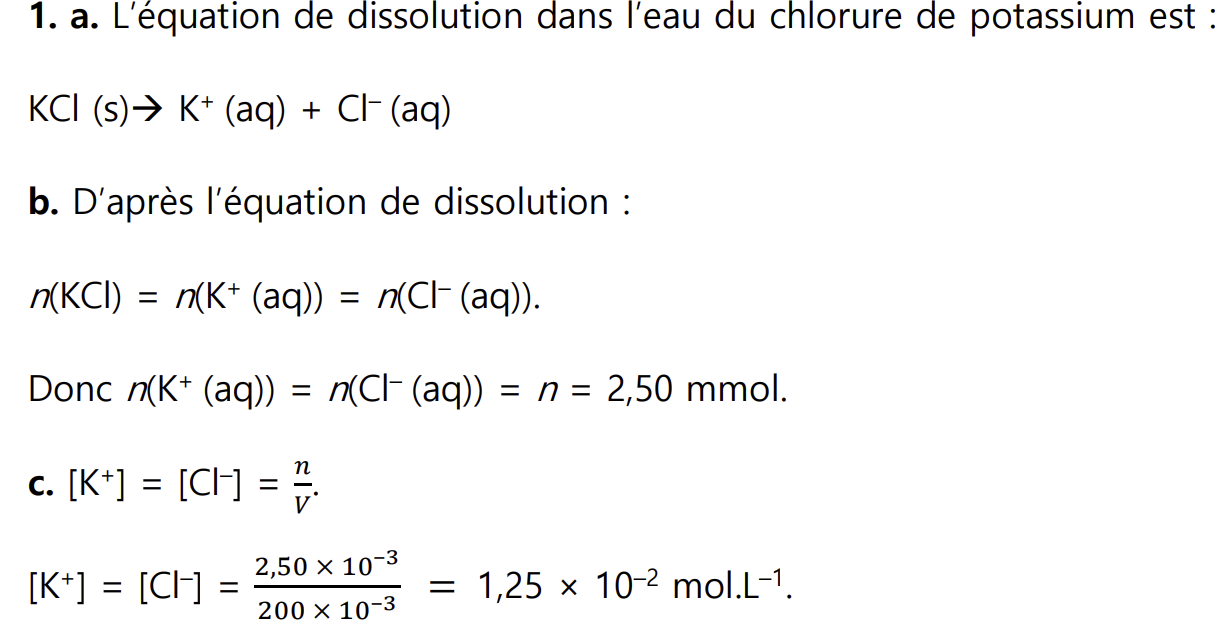 1. a. L'équation de dissolution dans l'eau du chlorure de potassium est :
KCl (s)→ K⁺ (aq) + Cl⁻ (aq)
b. D'après l'équation de dissolution :
n(KCl) = n(K⁺ (aq)) = n(Cl⁻ (aq)).
Donc n(K⁺ (aq)) = n(Cl⁻ (aq)) = n = 2,50 mmol.
c. [K⁺] = [Cl⁻] = n/V.
[K⁺] = [Cl⁻] = (2,50 × 10⁻³)/(200 × 10⁻³) = 1,25 × 10⁻² mol.L⁻¹.